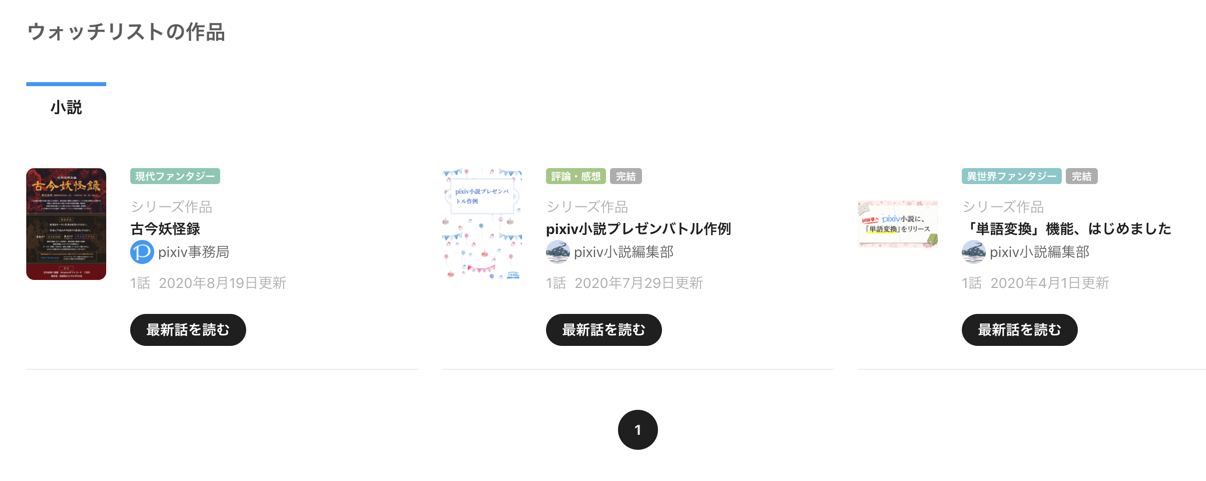 ウォッチリストの作品
小説
古今妖怪録
現代ファンタジー
シリーズ作品
古今妖怪録
pixiv事務局
1話 2020年8月19日更新
最新話を読む
pixiv小説プレゼンバ
トル作例
評論・感想 完結
シリーズ作品
pixiv小説プレゼンバトル作例
pixiv小説編集部
1話 2020年7月29日更新
最新話を読む
pixiv小説に、
「単語変換」をリリース
異世界ファンタジー 完結
シリーズ作品
「単語変換」機能、はじめました
pixiv小説編集部
1話 2020年4月1日更新
最新話を読む
1